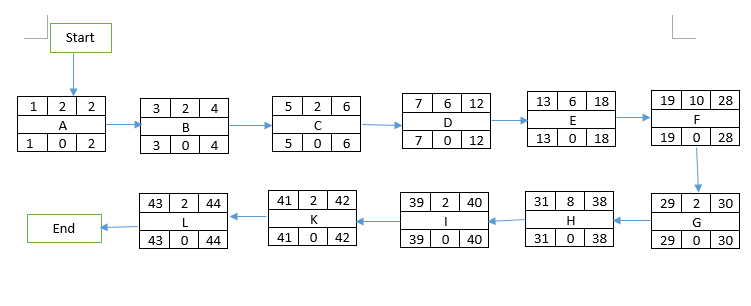 Start
1 2 2
A
1 0 2
3 2 4
B
3 0 4
5 2 6
C
5 0 6
7 6 12
D
7 0 12
13 6 18
E
13 0 18
19 10 28
F
19 0 28
29 2 30
G
29 0 30
31 8 38
H
31 0 38
39 2 40
I
39 0 40
41 2 42
K
41 0 42
43 2 44
L
43 0 44
End